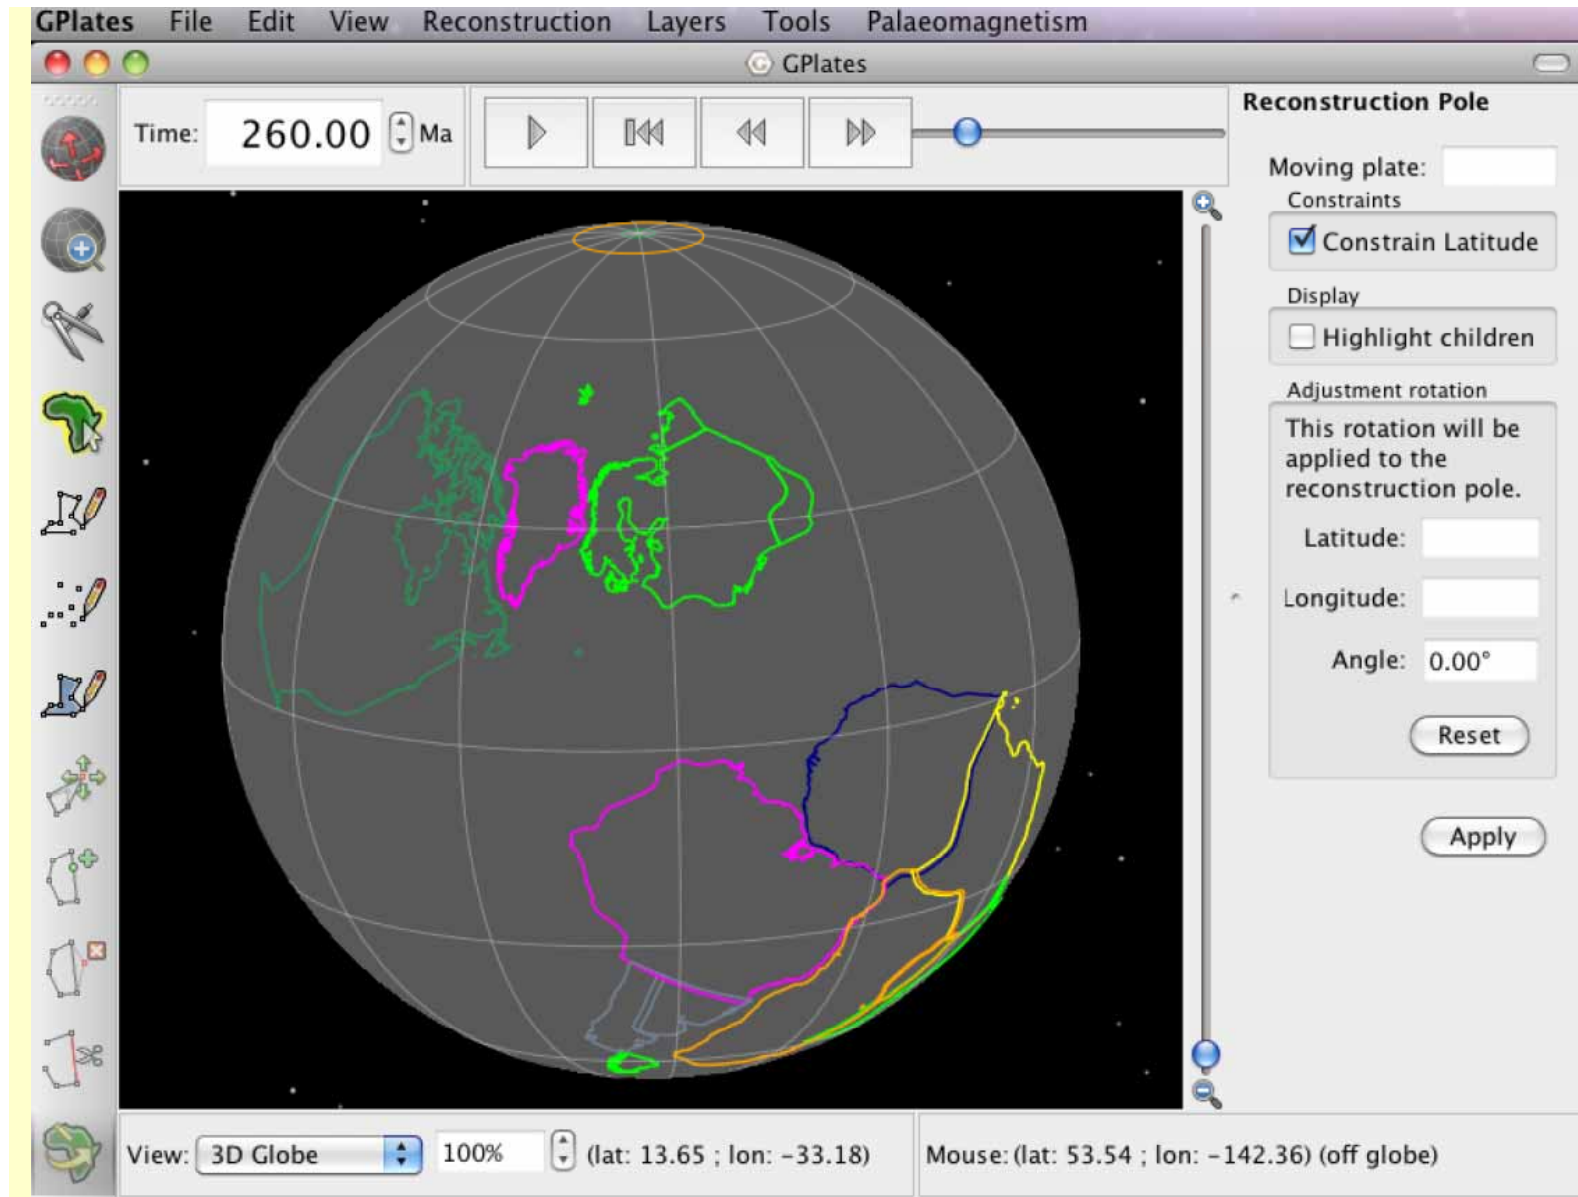 GPlates File Edit View Reconstruction Layers Tools Palaeomagnetism
GPlates
Time: 260.00 Ma
Reconstruction Pole
Moving plate:
Constraints
Constrain Latitude
Display
Highlight children
Adjustment rotation
This rotation will be
applied to the
reconstruction pole.
Latitude:
Longitude:
Angle: 0.00°
Reset
Apply
View: 3D Globe 100% (lat: 13.65 ; lon: -33.18) Mouse: (lat: 53.54 ; lon: -142.36) (off globe)